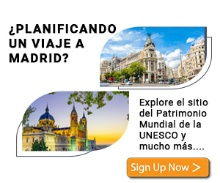 ¿PLANIFICANDO
UN VIAJE A
MADRID?
Explore el sitio
del Patrimonio
Mundial de la
UNESCO y
mucho más....
Sign Up Now >